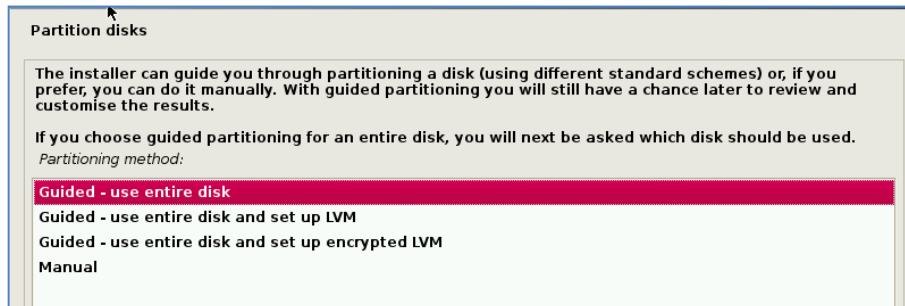 Partition disks
The installer can guide you through partitioning a disk (using different standard schemes) or, if you
prefer, you can do it manually. With guided partitioning you will still have a chance later to review and
customise the results.
If you choose guided partitioning for an entire disk, you will next be asked which disk should be used.
Partitioning method:
Guided - use entire disk
Guided - use entire disk and set up LVM
Guided - use entire disk and set up encrypted LVM
Manual